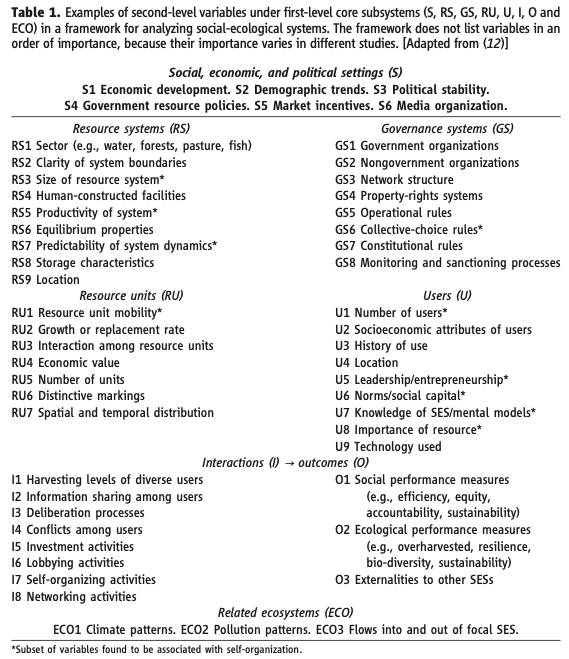 Table 1. Examples of second-level variables under first-level core subsystems (S, RS, GS, RU, U, I, O and
ECO) in a framework for analyzing social-ecological systems. The framework does not list variables in an
order of importance, because their importance varies in different studies. [Adapted from (12)]
Social, economic, and political settings (S)
S1 Economic development. S2 Demographic trends. S3 Political stability.
S4 Government resource policies. S5 Market incentives. S6 Media organization.
Resource systems (RS)
RS1 Sector (e.g., water, forests, pasture, fish)
RS2 Clarity of system boundaries
RS3 Size of resource system*
RS4 Human-constructed facilities
RS5 Productivity of system*
RS6 Equilibrium properties
RS7 Predictability of system dynamics*
RS8 Storage characteristics
RS9 Location
Governance systems (GS)
GS1 Government organizations
GS2 Nongovernment organizations
GS3 Network structure
GS4 Property-rights systems
GS5 Operational rules
GS6 Collective-choice rules*
GS7 Constitutional rules
GS8 Monitoring and sanctioning processes
Resource units (RU)
RU1 Resource unit mobility*
RU2 Growth or replacement rate
RU3 Interaction among resource units
RU4 Economic value
RU5 Number of units
RU6 Distinctive markings
RU7 Spatial and temporal distribution
Users (U)
U1 Number of users*
U2 Socioeconomic attributes of users
U3 History of use
U4 Location
U5 Leadership/entrepreneurship*
U6 Norms/social capital*
U7 Knowledge of SES/mental models*
U8 Importance of resource*
U9 Technology used
Interactions (I) → outcomes (O)
I1 Harvesting levels of diverse users
I2 Information sharing among users
I3 Deliberation processes
I4 Conflicts among users
I5 Investment activities
I6 Lobbying activities
I7 Self-organizing activities
I8 Networking activities
O1 Social performance measures
(e.g., efficiency, equity,
accountability, sustainability)
O2 Ecological performance measures
(e.g., overharvested, resilience,
bio-diversity, sustainability)
O3 Externalities to other SESs
Related ecosystems (ECO)
ECO1 Climate patterns. ECO2 Pollution patterns. ECO3 Flows into and out of focal SES.
*Subset of variables found to be associated with self-organization.